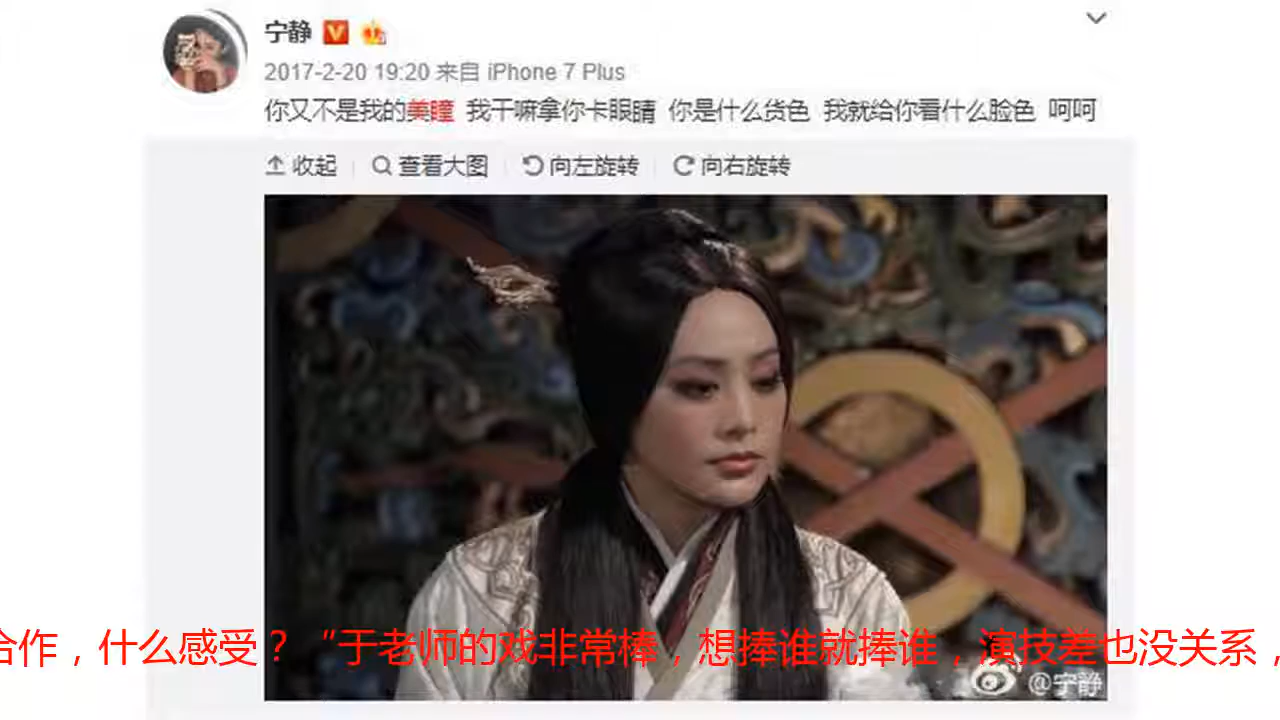 宁静
2017-2-20 19:20 来自 iPhone 7 Plus
你又不是我的美瞳 我干嘛拿你卡眼睛 你是什么货色 我就给你看什么脸色 呵呵
收起 查看大图 向左旋转 向右旋转
合作，什么感受？“于老师的戏非常棒，想捧谁就捧谁，演技差也没关系，
@宁静